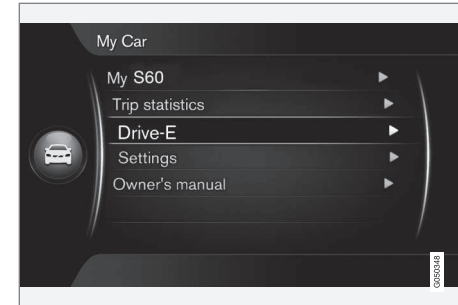 My Car
My S60
Trip statistics
Drive-E
Settings
Owner's manual
G050348